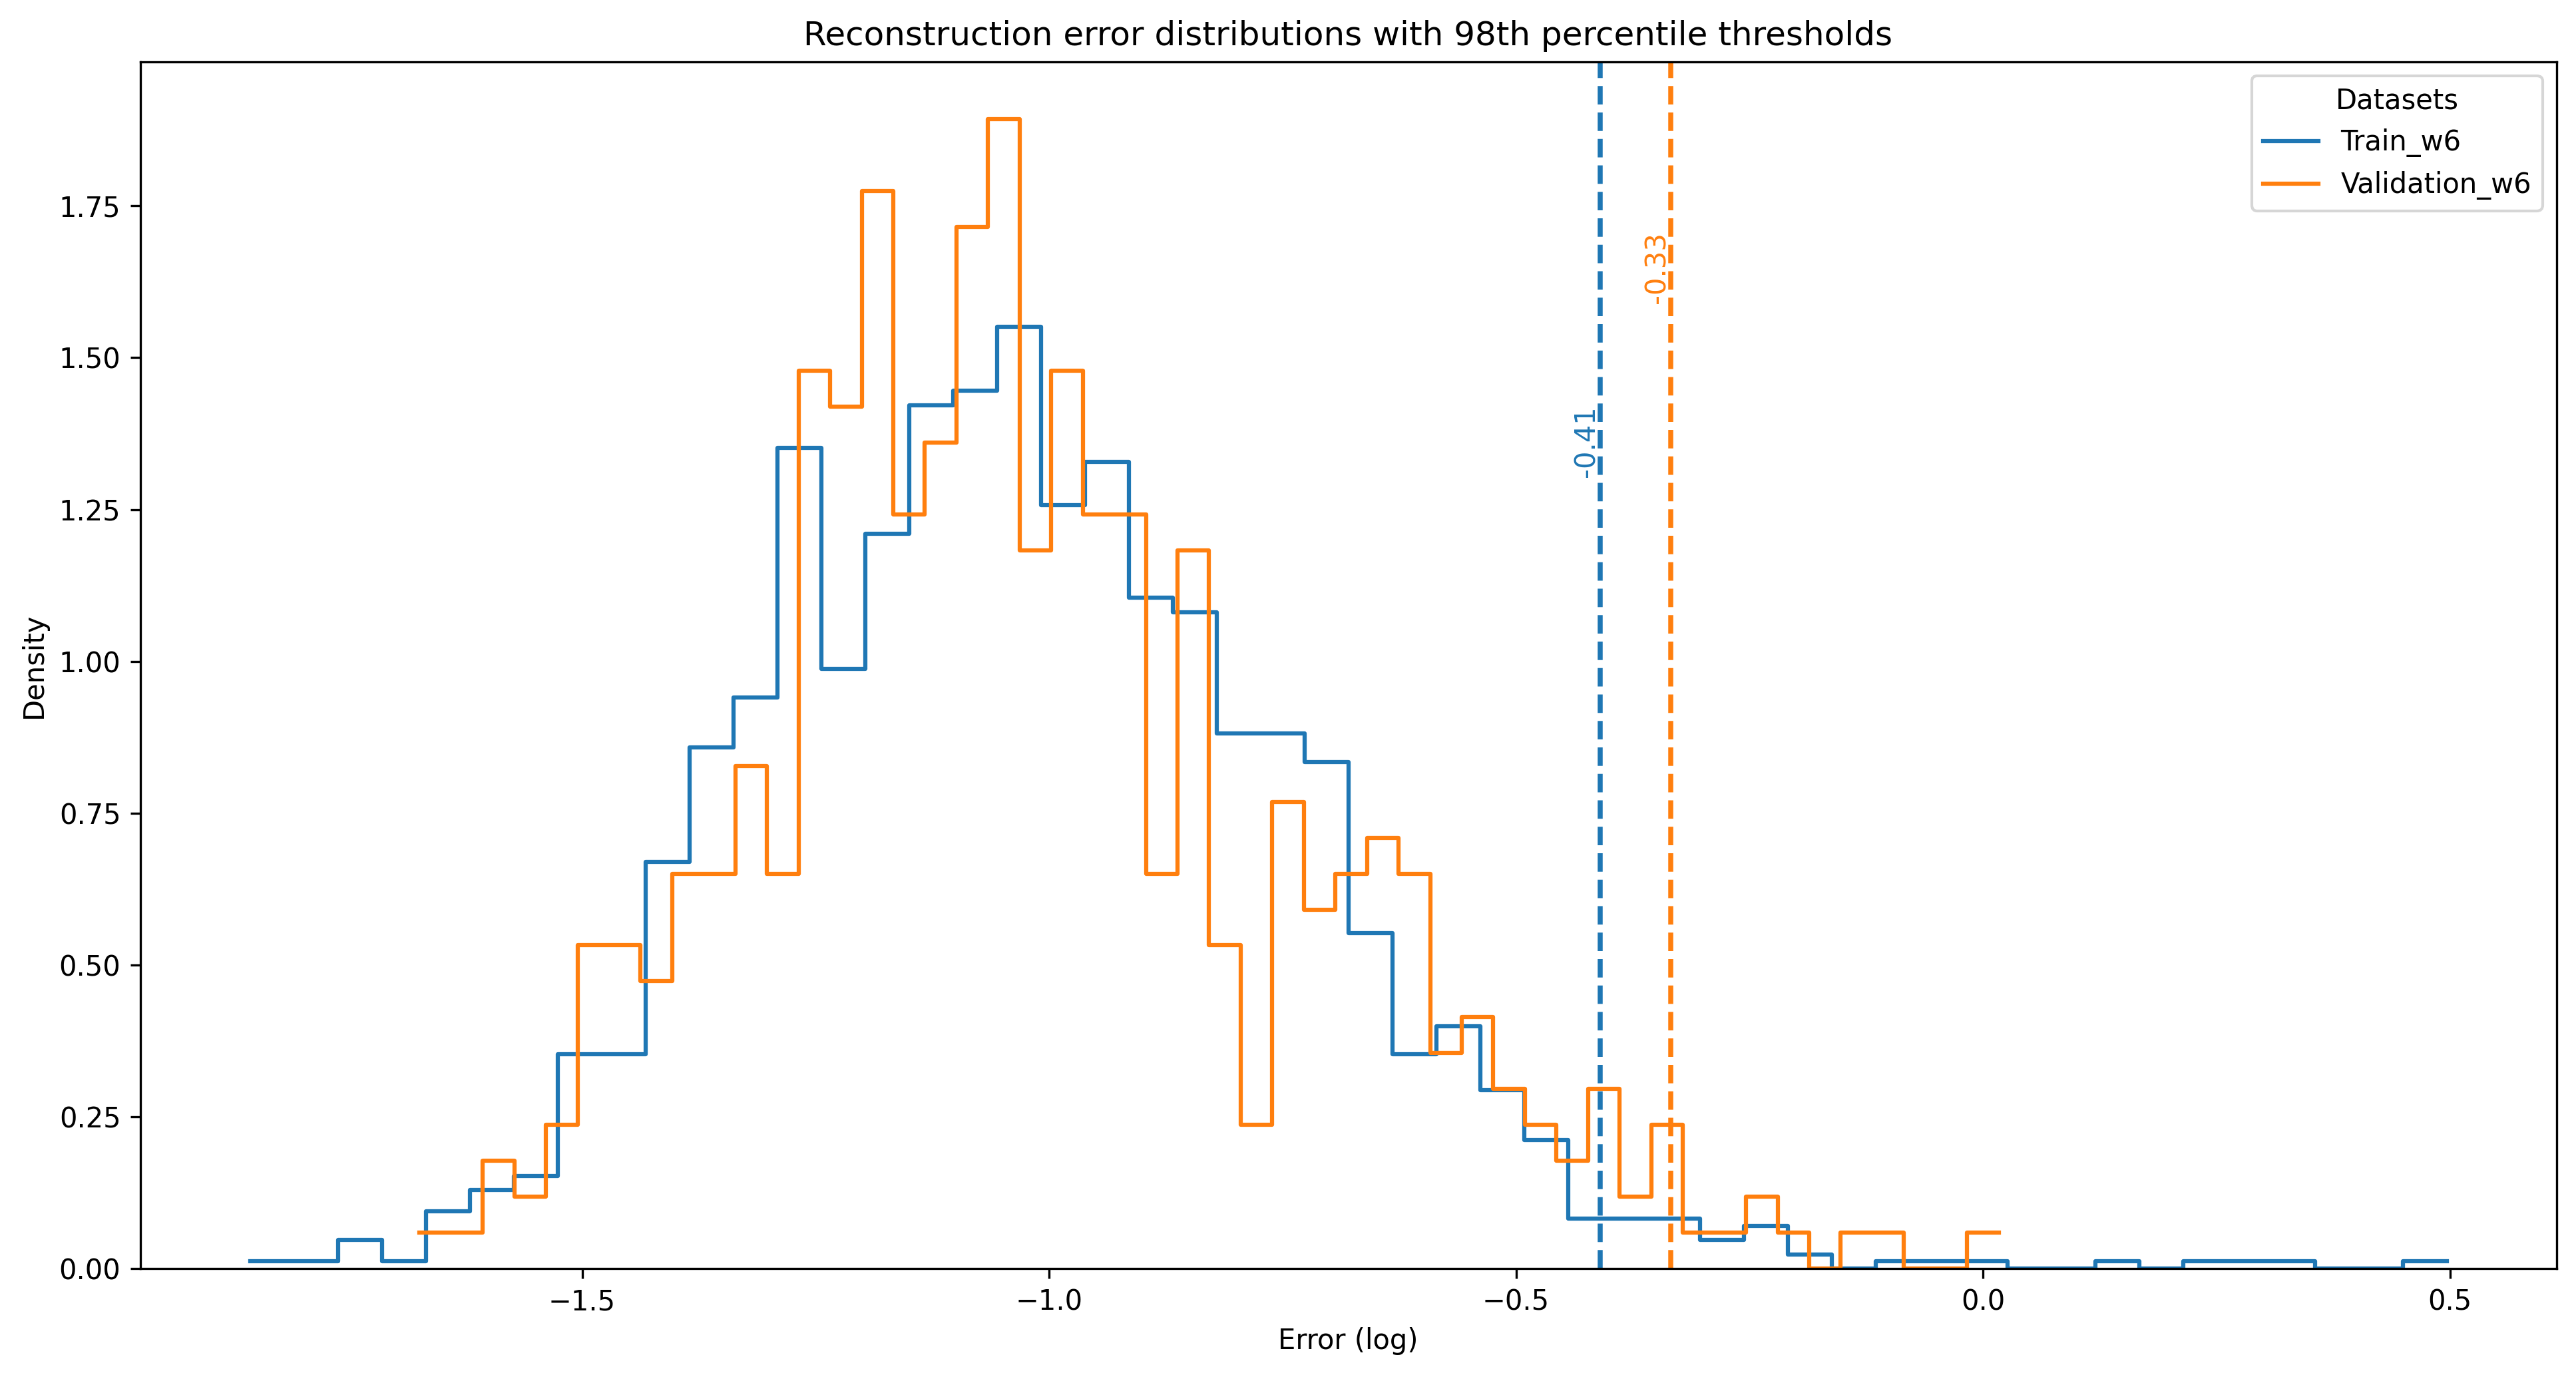 Reconstruction error distributions with 98th percentile thresholds
Datasets
Train_w6
Validation_w6
-0.33
-0.41
Density
1.75
1.50
1.25
1.00
0.75
0.50
0.25
0.00
−1.5
−1.0
−0.5
0.0
0.5
Error (log)